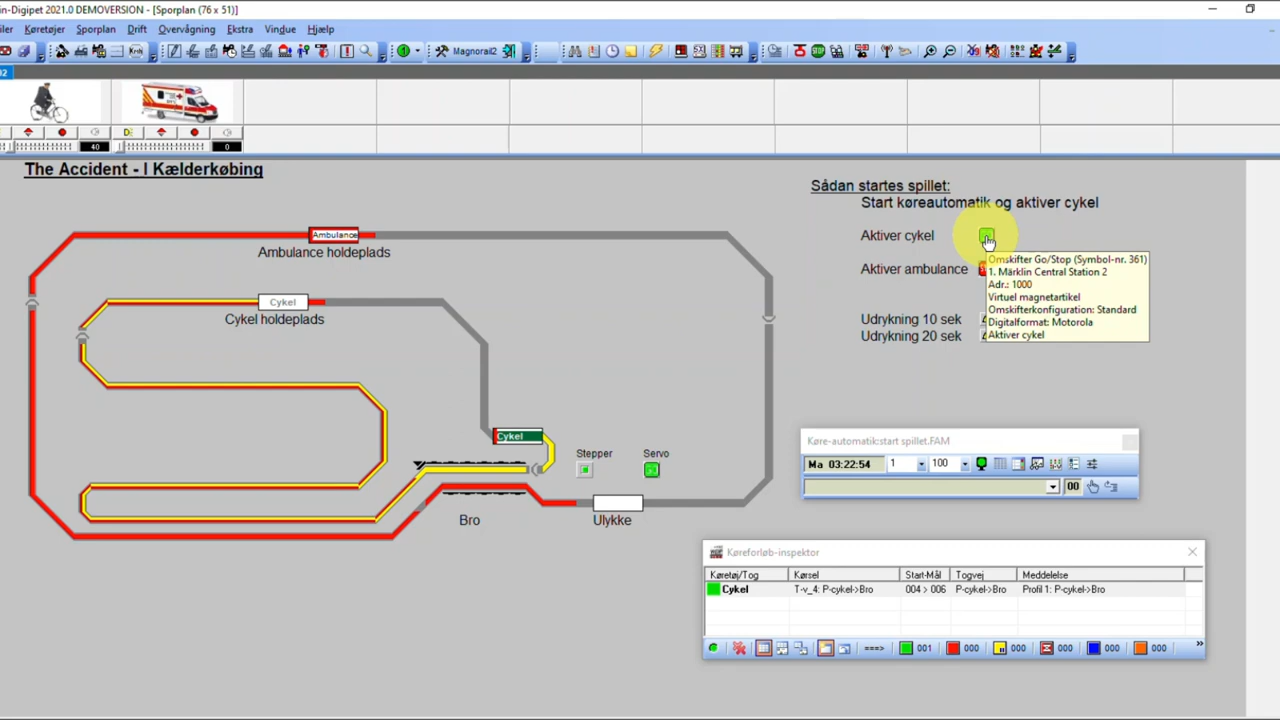 in-Digipet 2021.0 DEMOVERSION - [Sporplan (76 x 51)]
iler Køretøjer Sporplan Drift Overvågning Ekstra Vindue Hjælp
Magnorail2
02
40 0
The Accident - I Kælderkøbing
Sådan startes spillet:
Start køreautomatik og aktiver cykel
Aktiver cykel
Aktiver ambulance
Omskifter Go/Stop (Symbol-nr. 361)
1. Märklin Central Station 2
Adr.: 1000
Virtuel magnetartikel
Omskifterkonfiguration: Standard
Digitalformat: Motorola
Aktiver cykel
Udrykning 10 sek
Udrykning 20 sek
Ambulance
Ambulance holdeplads
Cykel
Cykel holdeplads
Cykel
Stepper Servo
Bro
Ulykke
Køre-automatik:start spillet.FAM
Ma 03:22:54 1 100
00
Køreforløb-inspektor
Køretøj/Tog Kørsel Start-Mål Togvej Meddelelse
Cykel T-v_4: P-cykel->Bro 004 > 006 P-cykel->Bro Profil 1: P-cykel->Bro
===> 001 000 000 000 000 000